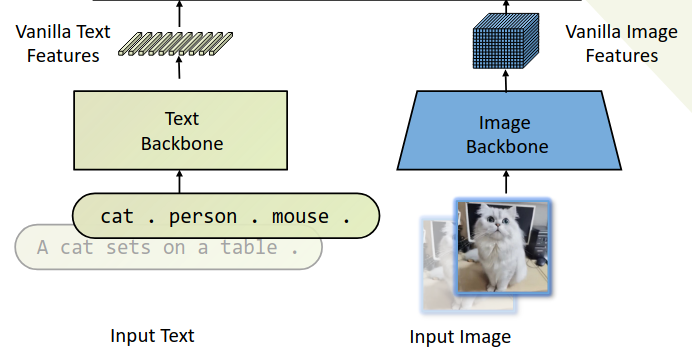 Vanilla Text
Features
Vanilla Image
Features
Text
Backbone
Image
Backbone
cat . person . mouse .
A cat sets on a table .
Input Text
Input Image